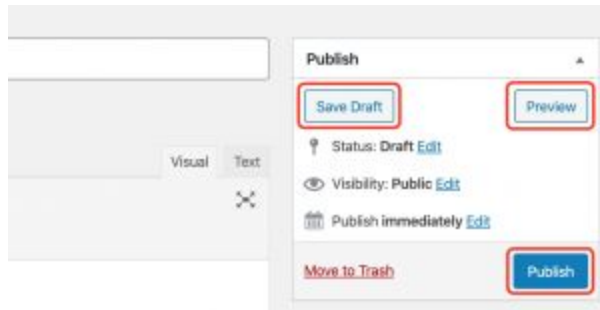 Publish
Save Draft Preview
Status: Draft Edit
Visual Text
Visibility: Public Edit
Publish immediately Edit
Move to Trash Publish